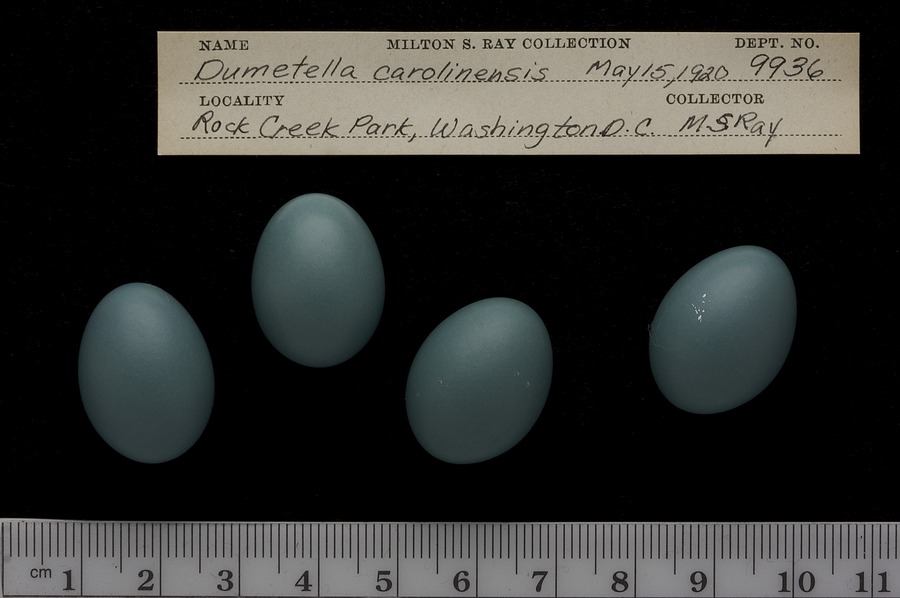 NAME MILTON S. RAY COLLECTION DEPT. NO.
Dumetella carolinensis May 15, 1920 9936
LOCALITY COLLECTOR
Rock Creek Park, Washington D.C. M.S Ray
cm 1 2 3 4 5 6 7 8 9 10 11